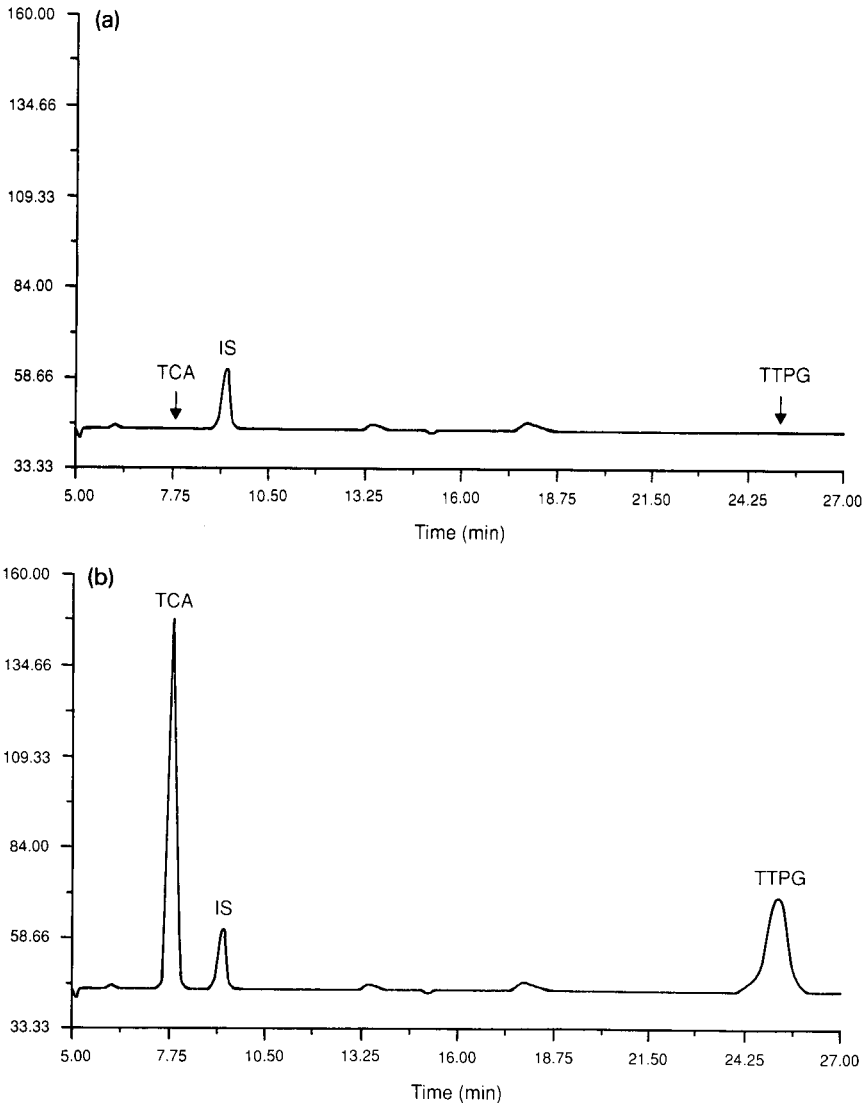 (a)
160.00
134.66
109.33
84.00
58.66
33.33
IS
TCA
TTPG
5.00 7.75 10.50 13.25 16.00 18.75 21.50 24.25 27.00
Time (min)
(b)
160.00
134.66
109.33
84.00
58.66
33.33
TCA
IS
TTPG
5.00 7.75 10.50 13.25 16.00 18.75 21.50 24.25 27.00
Time (min)